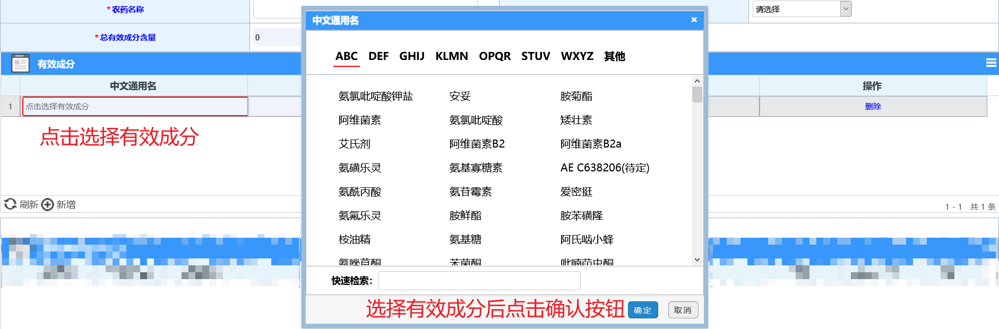 *农药名称
请选择
*总有效成分含量
0
有效成分
中文通用名
操作
1
点击选择有效成分
删除
点击选择有效成分
刷新
新增
1 - 1 共 1 条
中文通用名
×
ABC DEF GHIJ KLMN OPQR STUV WXYZ 其他
氨氯吡啶酸钾盐 安妥 胺菊酯
阿维菌素 氨氯吡啶酸 矮壮素
艾氏剂 阿维菌素B2 阿维菌素B2a
氨磺乐灵 氨基寡糖素 AE C638206(待定)
氨酰丙酸 氨苷霉素 爱密挺
氨氟乐灵 胺鲜酯 胺苯磺隆
桉油精 氨基糖 阿氏啮小蜂
氨唑草酮 苯菌酮
快速检索：
选择有效成分后点击确认按钮
确定
取消